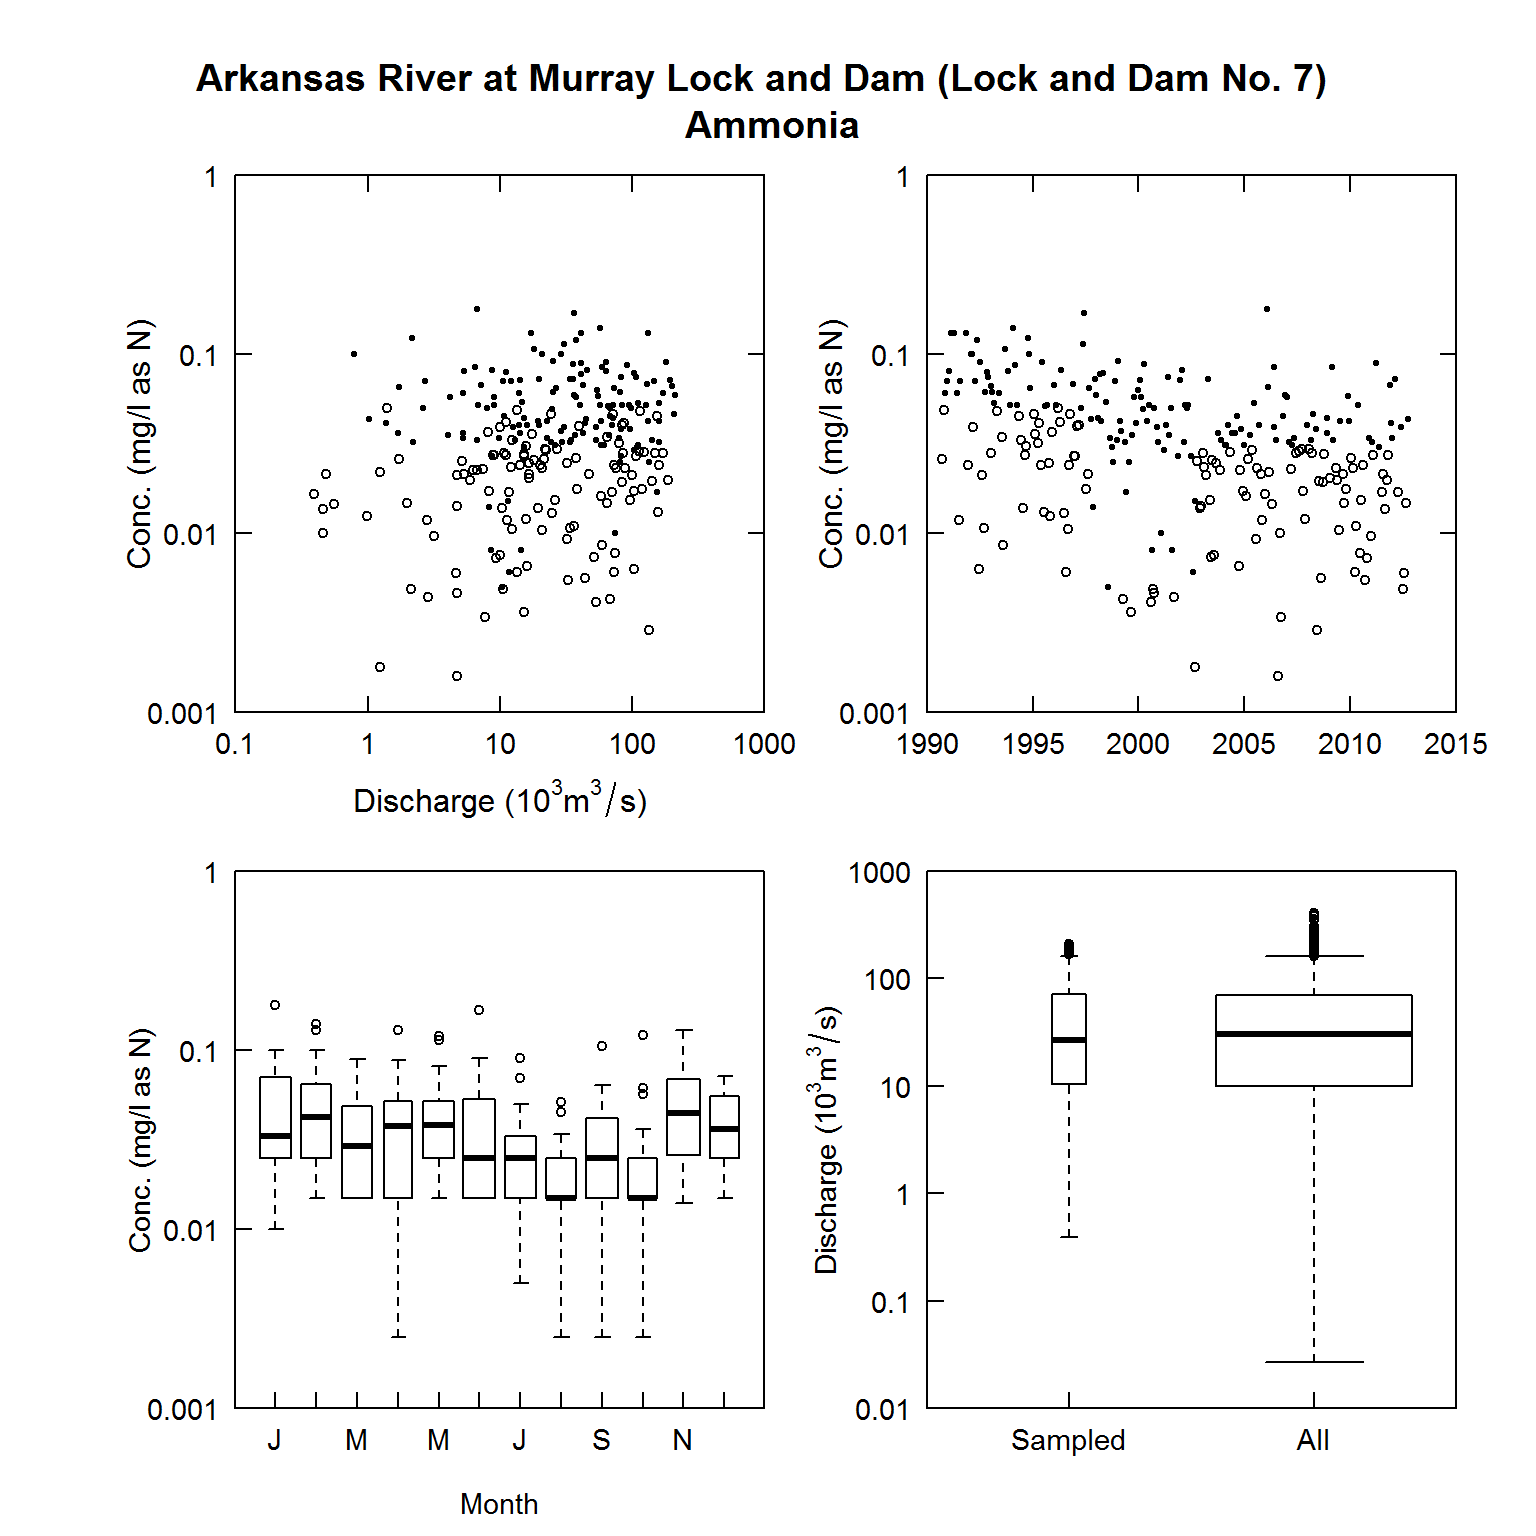 Arkansas River at Murray Lock and Dam (Lock and Dam No. 7)
Ammonia
Conc. (mg/l as N)
1
0.1
0.01
0.001
0.1 1 10 100 1000
Discharge (10³m³/s)
Conc. (mg/l as N)
1
0.1
0.01
0.001
1990 1995 2000 2005 2010 2015
Conc. (mg/l as N)
1
0.1
0.01
0.001
J M M J S N
Month
Discharge (10³m³/s)
1000
100
10
1
0.1
0.01
Sampled All